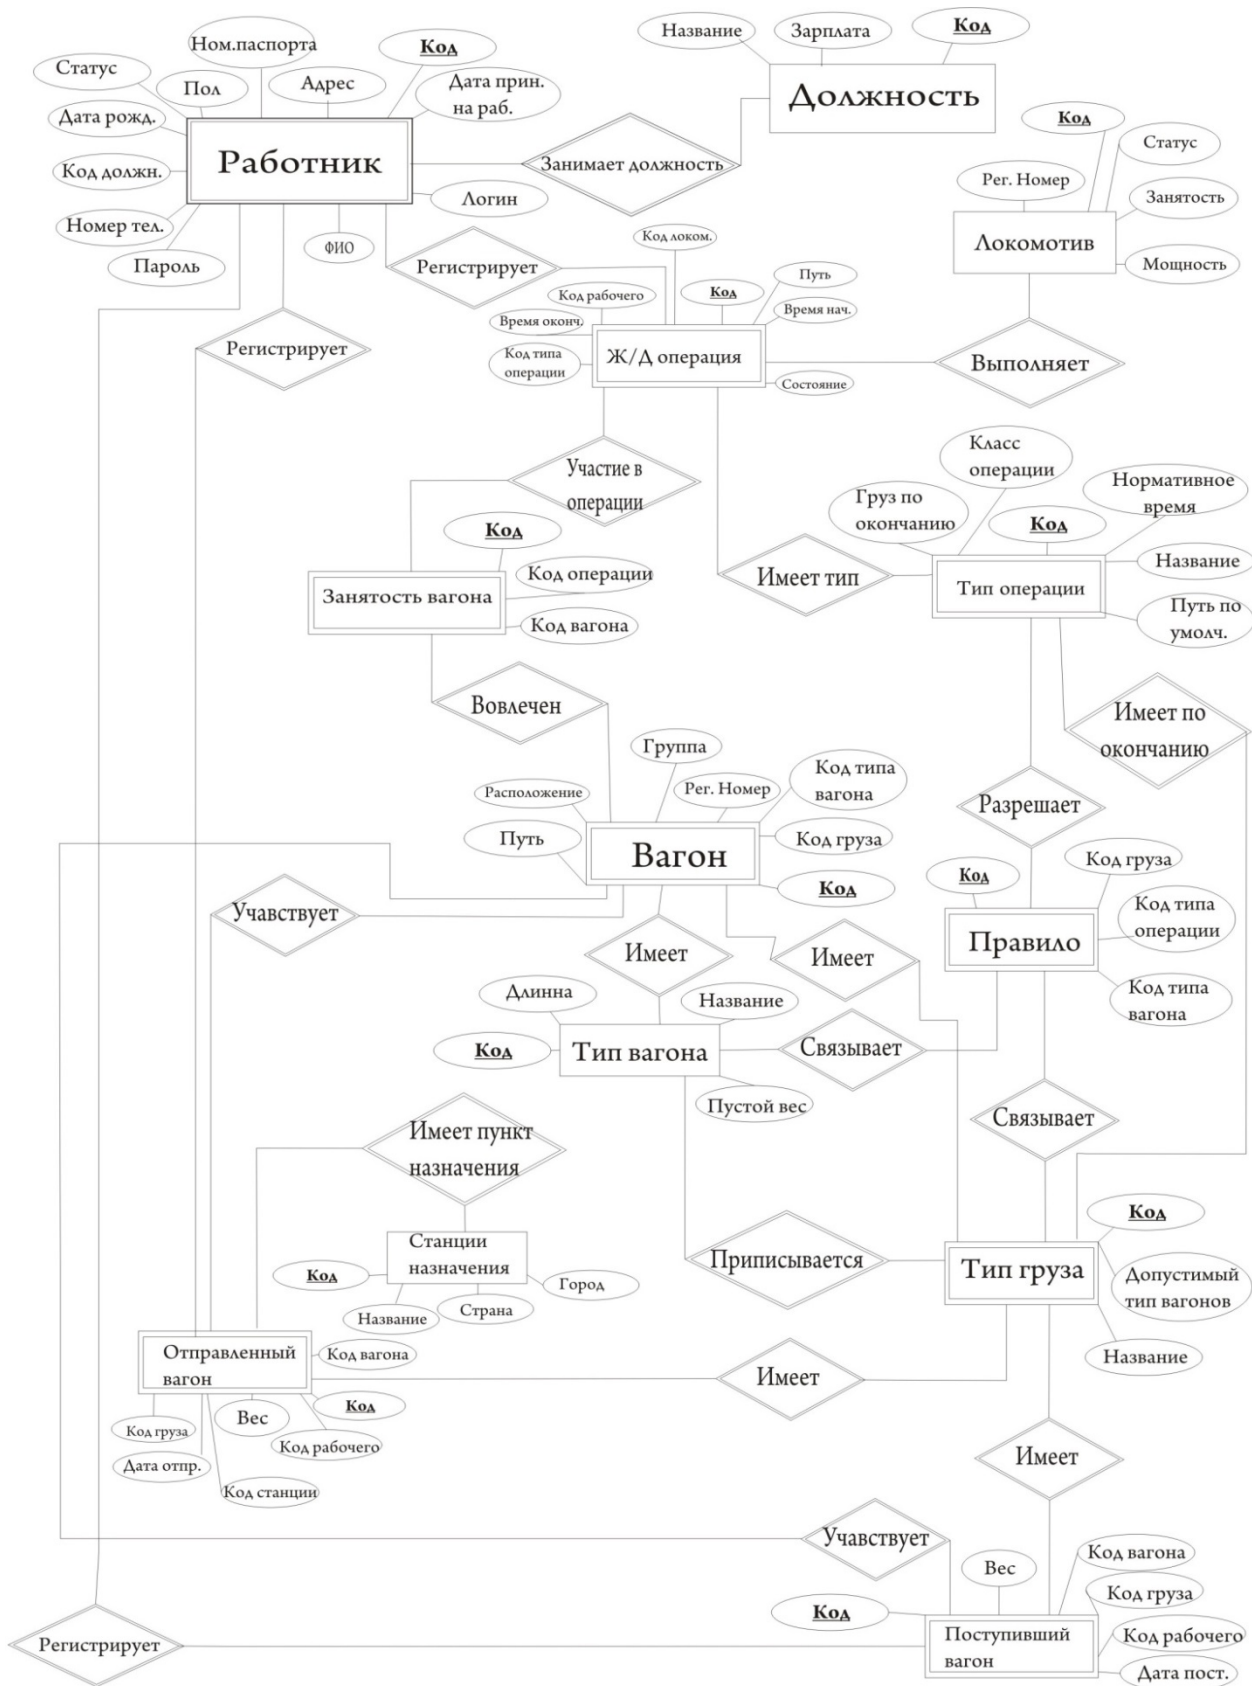 Название
Зарплата
Код
Должность
Ном.паспорта
Код
Статус
Пол
Адрес
Дата прин.
на раб.
Дата рожд.
Работник
Занимает должность
Код
Статус
Код должн.
Логин
Рег. Номер
Занятость
Номер тел.
ФИО
Локомотив
Пароль
Мощность
Регистрирует
Код локом.
Путь
Код рабочего
Код
Время нач.
Время оконч.
Регистрирует
Код типа
операции
Ж/Д операция
Выполняет
Состояние
Участие в
операции
Класс
операции
Груз по
окончанию
Нормативное
время
Код
Код
Название
Код операции
Имеет тип
Тип операции
Занятость вагона
Код вагона
Путь по
умолч.
Вовлечен
Имеет по
окончанию
Группа
Код типа
вагона
Расположение
Рег. Номер
Разрешает
Путь
Вагон
Код груза
Код груза
Код
Код
Учавствует
Код типа
операции
Имеет
Имеет
Правило
Длинна
Название
Код типа
вагона
Код
Тип вагона
Связывает
Пустой вес
Связывает
Имеет пункт
назначения
Код
Станции
назначения
Приписывается
Тип груза
Код
Город
Допустимый
тип вагонов
Название
Страна
Отправленный
вагон
Код вагона
Название
Имеет
Код груза
Вес
Код
Код рабочего
Дата отпр.
Имеет
Код станции
Учавствует
Код вагона
Вес
Код груза
Код
Регистрирует
Поступивший
вагон
Код рабочего
Дата пост.